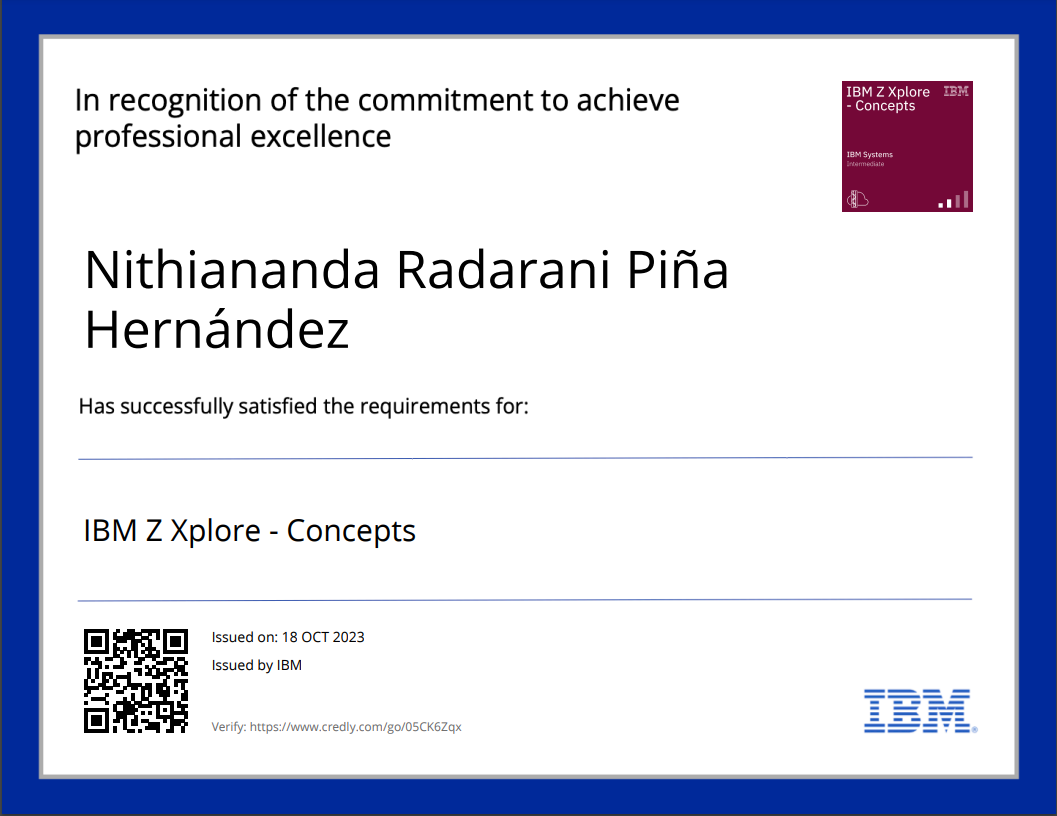 In recognition of the commitment to achieve
professional excellence
IBM Z Xplore
- Concepts
IBM
IBM Systems
Intermediate
Nithiananda Radarani Piña
Hernández
Has successfully satisfied the requirements for:
IBM Z Xplore - Concepts
Issued on: 18 OCT 2023
Issued by IBM
Verify: https://www.credly.com/go/05CK6Zqx
IBM®